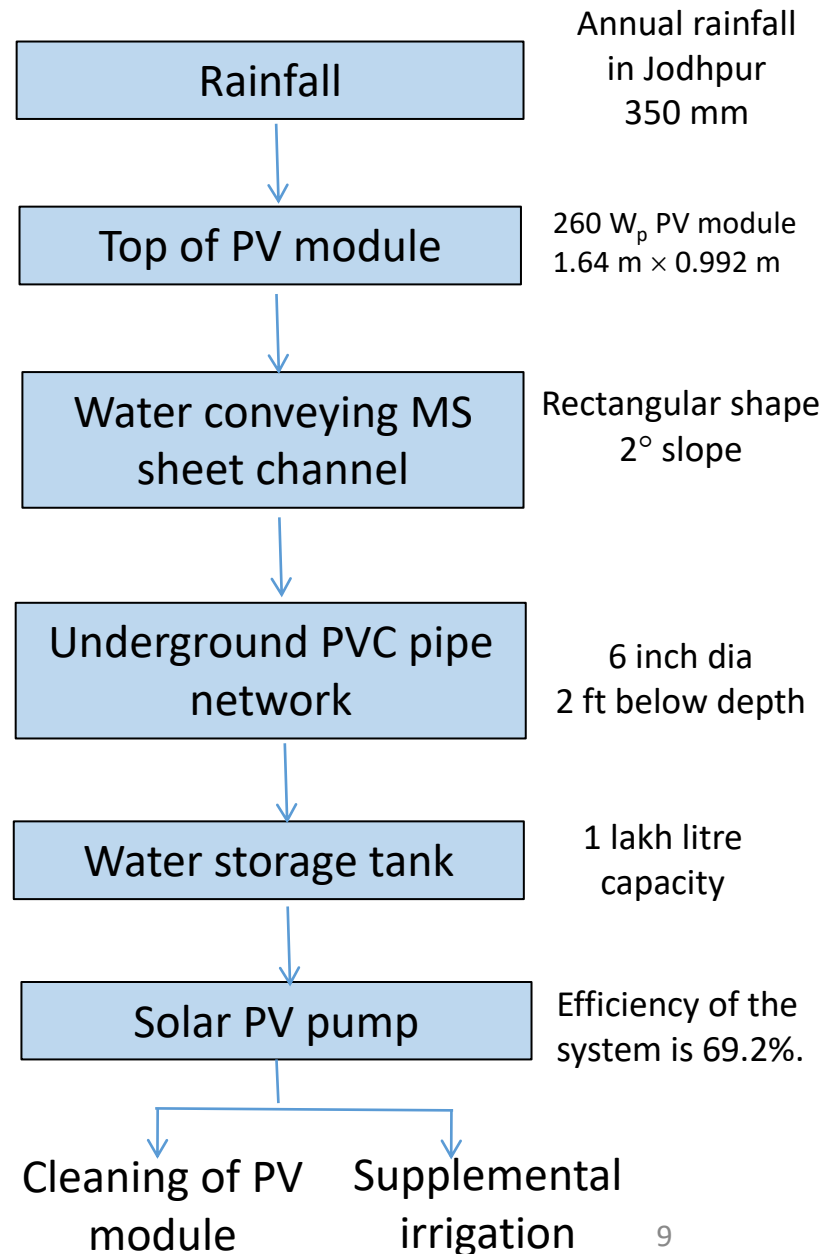 Rainfall
Annual rainfall
in Jodhpur
350 mm
Top of PV module
260 Wp PV module
1.64 m × 0.992 m
Water conveying MS
sheet channel
Rectangular shape
2° slope
Underground PVC pipe
network
6 inch dia
2 ft below depth
Water storage tank
1 lakh litre
capacity
Solar PV pump
Efficiency of the
system is 69.2%.
Cleaning of PV
module
Supplemental
irrigation
9